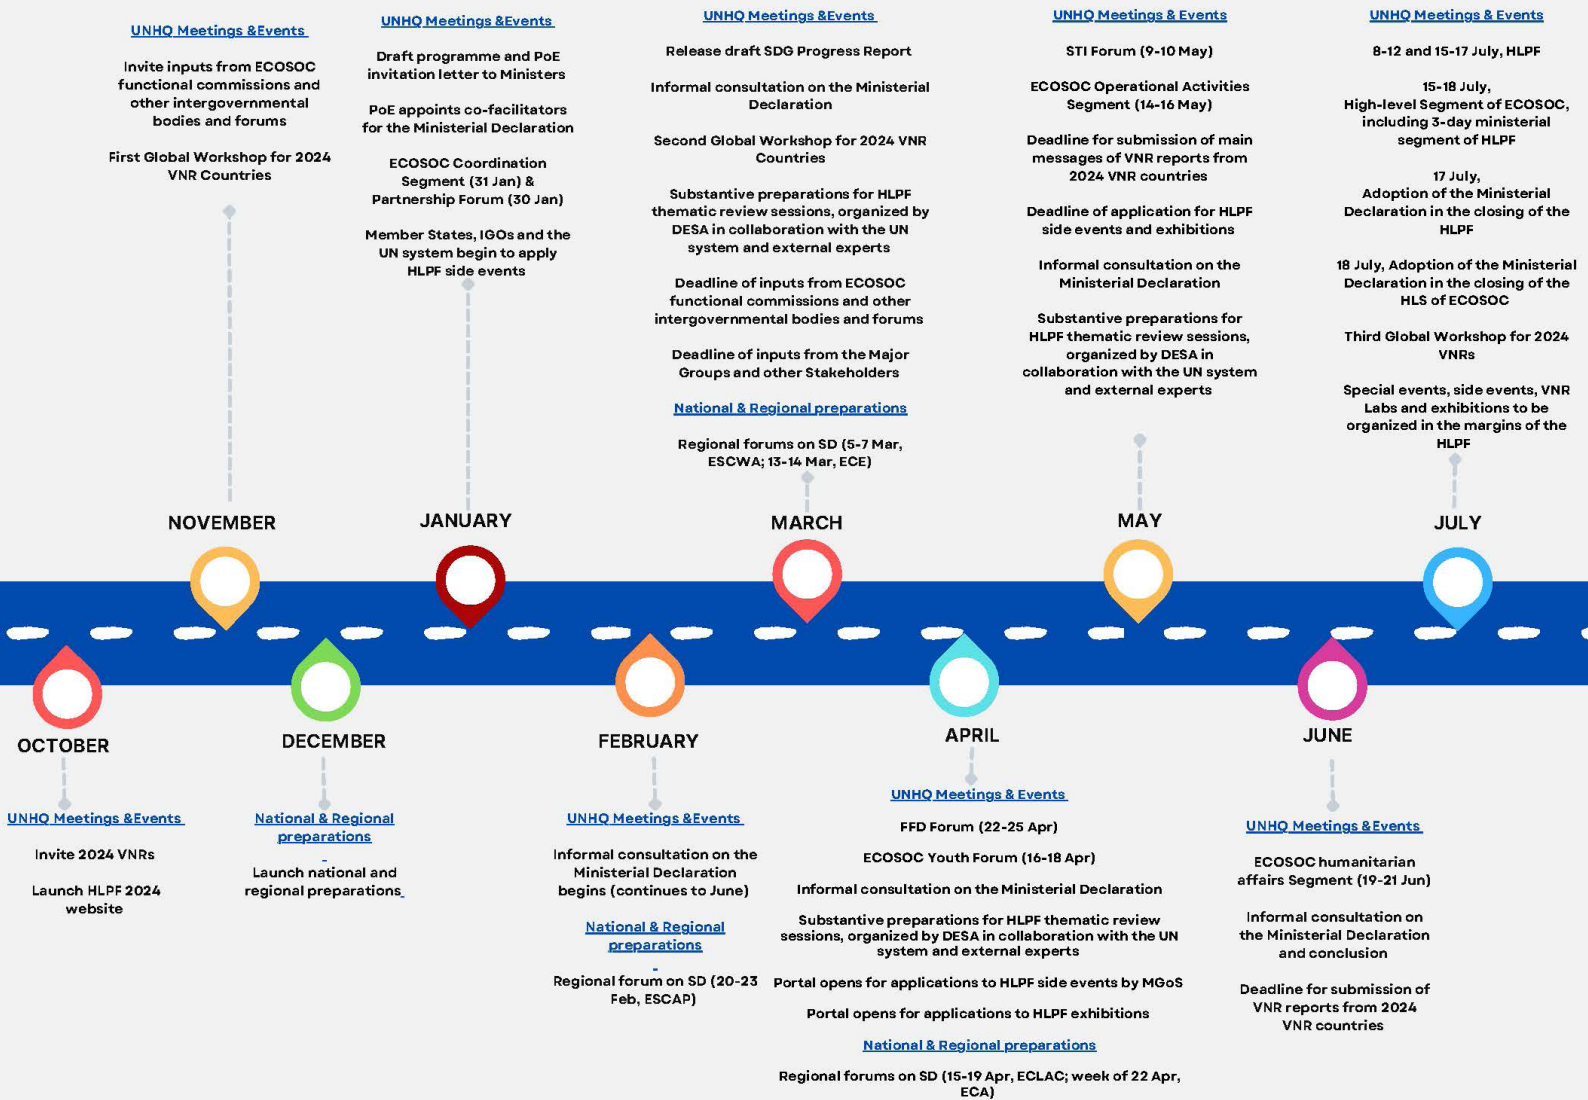 UNHQ Meetings &Events
Invite inputs from ECOSOC
functional commissions and
other intergovernmental
bodies and forums
First Global Workshop for 2024
VNR Countries
NOVEMBER
UNHQ Meetings &Events
Draft programme and PoE
invitation letter to Ministers
PoE appoints co-facilitators
for the Ministerial Declaration
ECOSOC Coordination
Segment (31 Jan) &
Partnership Forum (30 Jan)
Member States, IGOs and the
UN system begin to apply
HLPF side events
JANUARY
UNHQ Meetings &Events
Release draft SDG Progress Report
Informal consultation on the Ministerial
Declaration
Second Global Workshop for 2024 VNR
Countries
Substantive preparations for HLPF
thematic review sessions, organized by
DESA in collaboration with the UN
system and external experts
Deadline of inputs from ECOSOC
functional commissions and other
intergovernmental bodies and forums
Deadline of inputs from the Major
Groups and other Stakeholders
National & Regional preparations
Regional forums on SD (5-7 Mar,
ESCWA; 13-14 Mar, ECE)
MARCH
UNHQ Meetings & Events
STI Forum (9-10 May)
ECOSOC Operational Activities
Segment (14-16 May)
Deadline for submission of main
messages of VNR reports from
2024 VNR countries
Deadline of application for HLPF
side events and exhibitions
Informal consultation on the
Ministerial Declaration
Substantive preparations for
HLPF thematic review sessions,
organized by DESA in
collaboration with the UN system
and external experts
MAY
UNHQ Meetings & Events
8-12 and 15-17 July, HLPF
15-18 July,
High-level Segment of ECOSOC,
including 3-day ministerial
segment of HLPF
17 July,
Adoption of the Ministerial
Declaration in the closing of the
HLPF
18 July, Adoption of the Ministerial
Declaration in the closing of the
HLS of ECOSOC
Third Global Workshop for 2024
VNRs
Special events, side events, VNR
Labs and exhibitions to be
organized in the margins of the
HLPF
JULY
OCTOBER
UNHQ Meetings &Events
Invite 2024 VNRs
Launch HLPF 2024
website
DECEMBER
National & Regional
preparations
Launch national and
regional preparations
FEBRUARY
UNHQ Meetings &Events
Informal consultation on the
Ministerial Declaration
begins (continues to June)
National & Regional
preparations
Regional forum on SD (20-23
Feb, ESCAP)
APRIL
UNHQ Meetings & Events
FFD Forum (22-25 Apr)
ECOSOC Youth Forum (16-18 Apr)
Informal consultation on the Ministerial Declaration
Substantive preparations for HLPF thematic review
sessions, organized by DESA in collaboration with the UN
system and external experts
Portal opens for applications to HLPF side events by MGoS
Portal opens for applications to HLPF exhibitions
National & Regional preparations
Regional forums on SD (15-19 Apr, ECLAC; week of 22 Apr,
ECA)
JUNE
UNHQ Meetings &Events
ECOSOC humanitarian
affairs Segment (19-21 Jun)
Informal consultation on
the Ministerial Declaration
and conclusion
Deadline for submission of
VNR reports from 2024
VNR countries